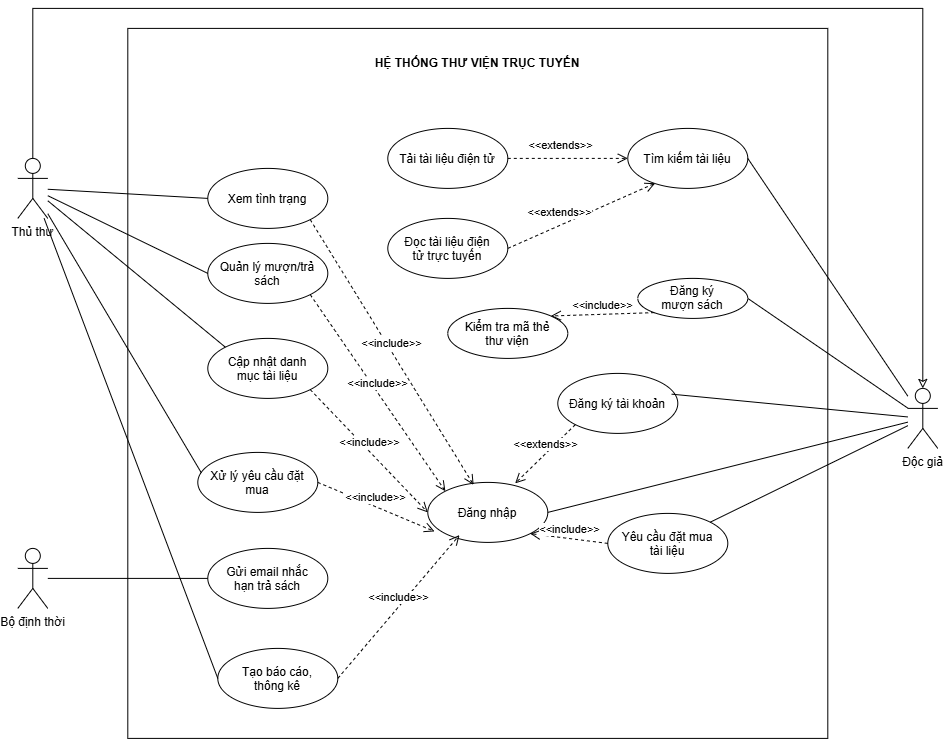 HỆ THỐNG THƯ VIỆN TRỰC TUYẾN
Tải tài liệu điện tử
<<extends>>
Tìm kiếm tài liệu
Thủ thư
Xem tình trạng
<<extends>>
Đọc tài liệu điện
tử trực tuyến
Quản lý mượn/trả
sách
Đăng ký
mượn sách
<<include>>
Kiểm tra mã thẻ
thư viện
<<include>>
Cập nhật danh
mục tài liệu
<<include>>
Đăng ký tài khoản
<<include>>
<<extends>>
Độc giả
Xử lý yêu cầu đặt
mua
<<include>>
Đăng nhập
<<include>>
Yêu cầu đặt mua
tài liệu
Gửi email nhắc
hạn trả sách
Bộ định thời
<<include>>
Tạo báo cáo,
thống kê